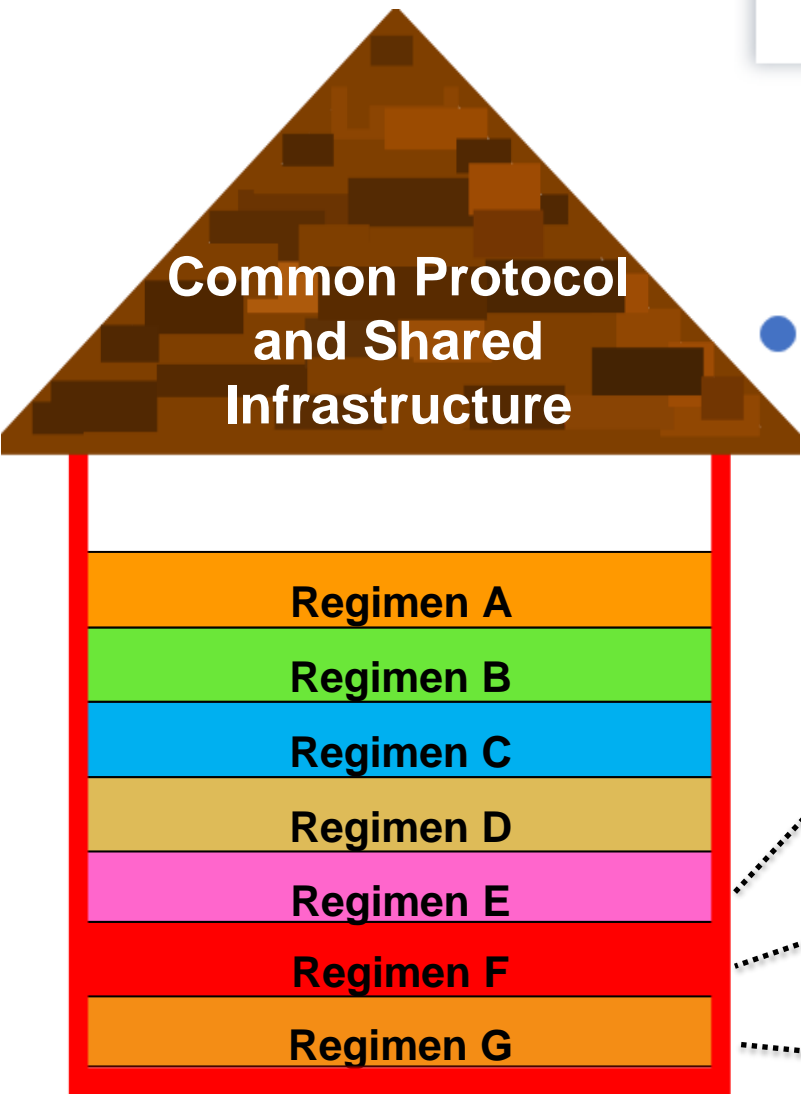 Common Protocol
and Shared
Infrastructure
Regimen A
Regimen B
Regimen C
Regimen D
Regimen E
Regimen F
Regimen G